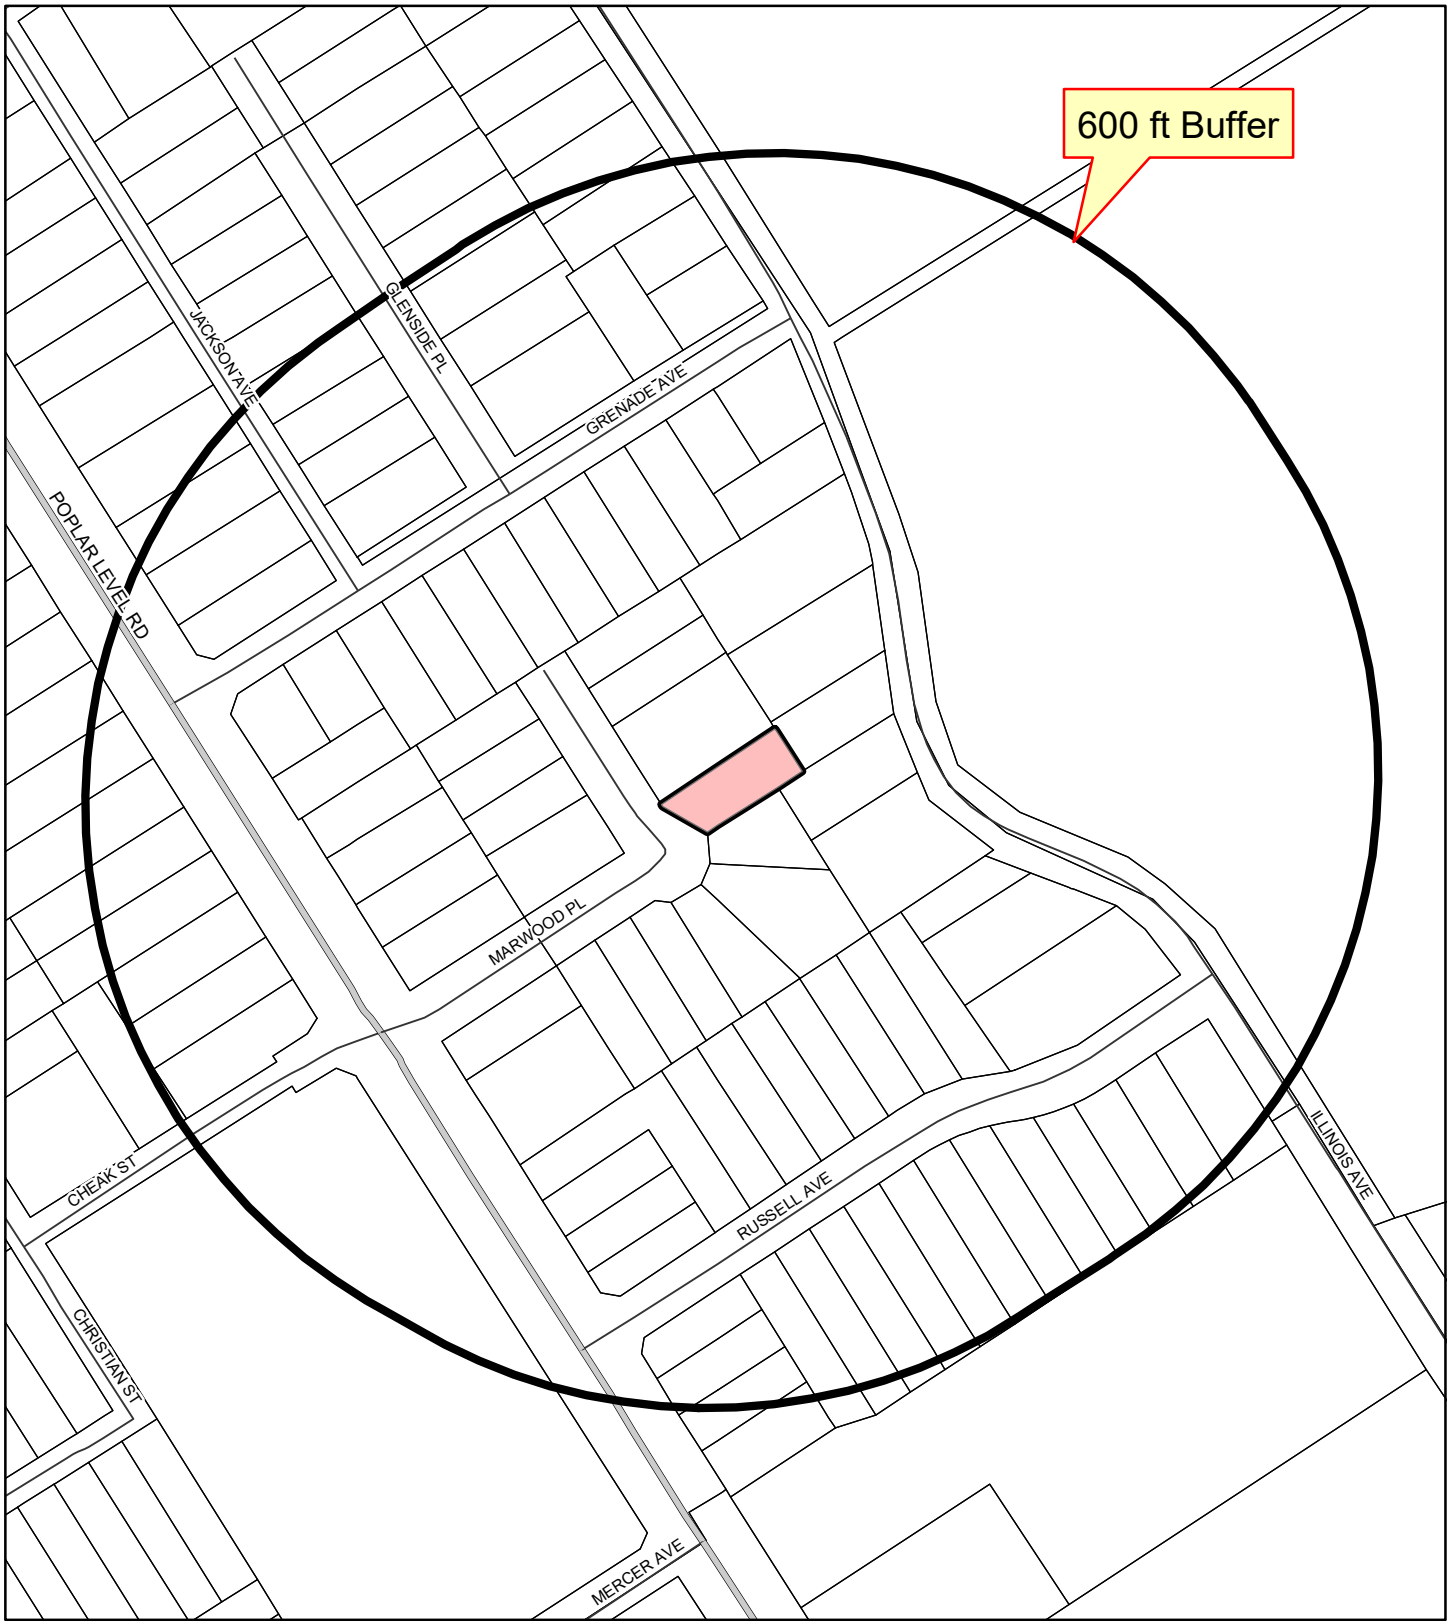 600 ft Buffer
GLENSIDE PL
JACKSON AVE
GRENADE AVE
POPLAR LEVEL RD
MARWOOD PL
CHEAK ST
RUSSELL AVE
ILLINOIS AVE
CHRISTIAN ST
MERCER AVE